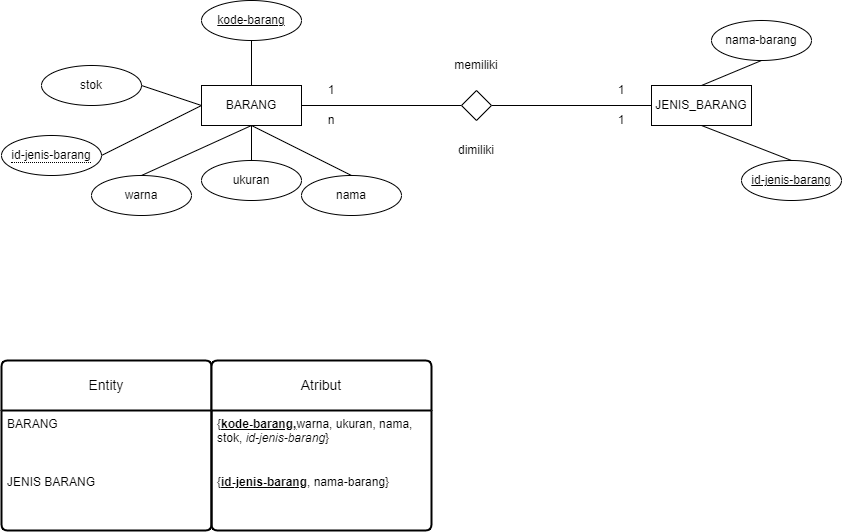 kode-barang
nama-barang
memiliki
stok
1
1
BARANG
JENIS_BARANG
n
1
id-jenis-barang
dimiliki
warna
ukuran
nama
id-jenis-barang
Entity
Atribut
BARANG
{kode-barang,warna, ukuran, nama,
stok, id-jenis-barang}
JENIS BARANG
{id-jenis-barang, nama-barang}